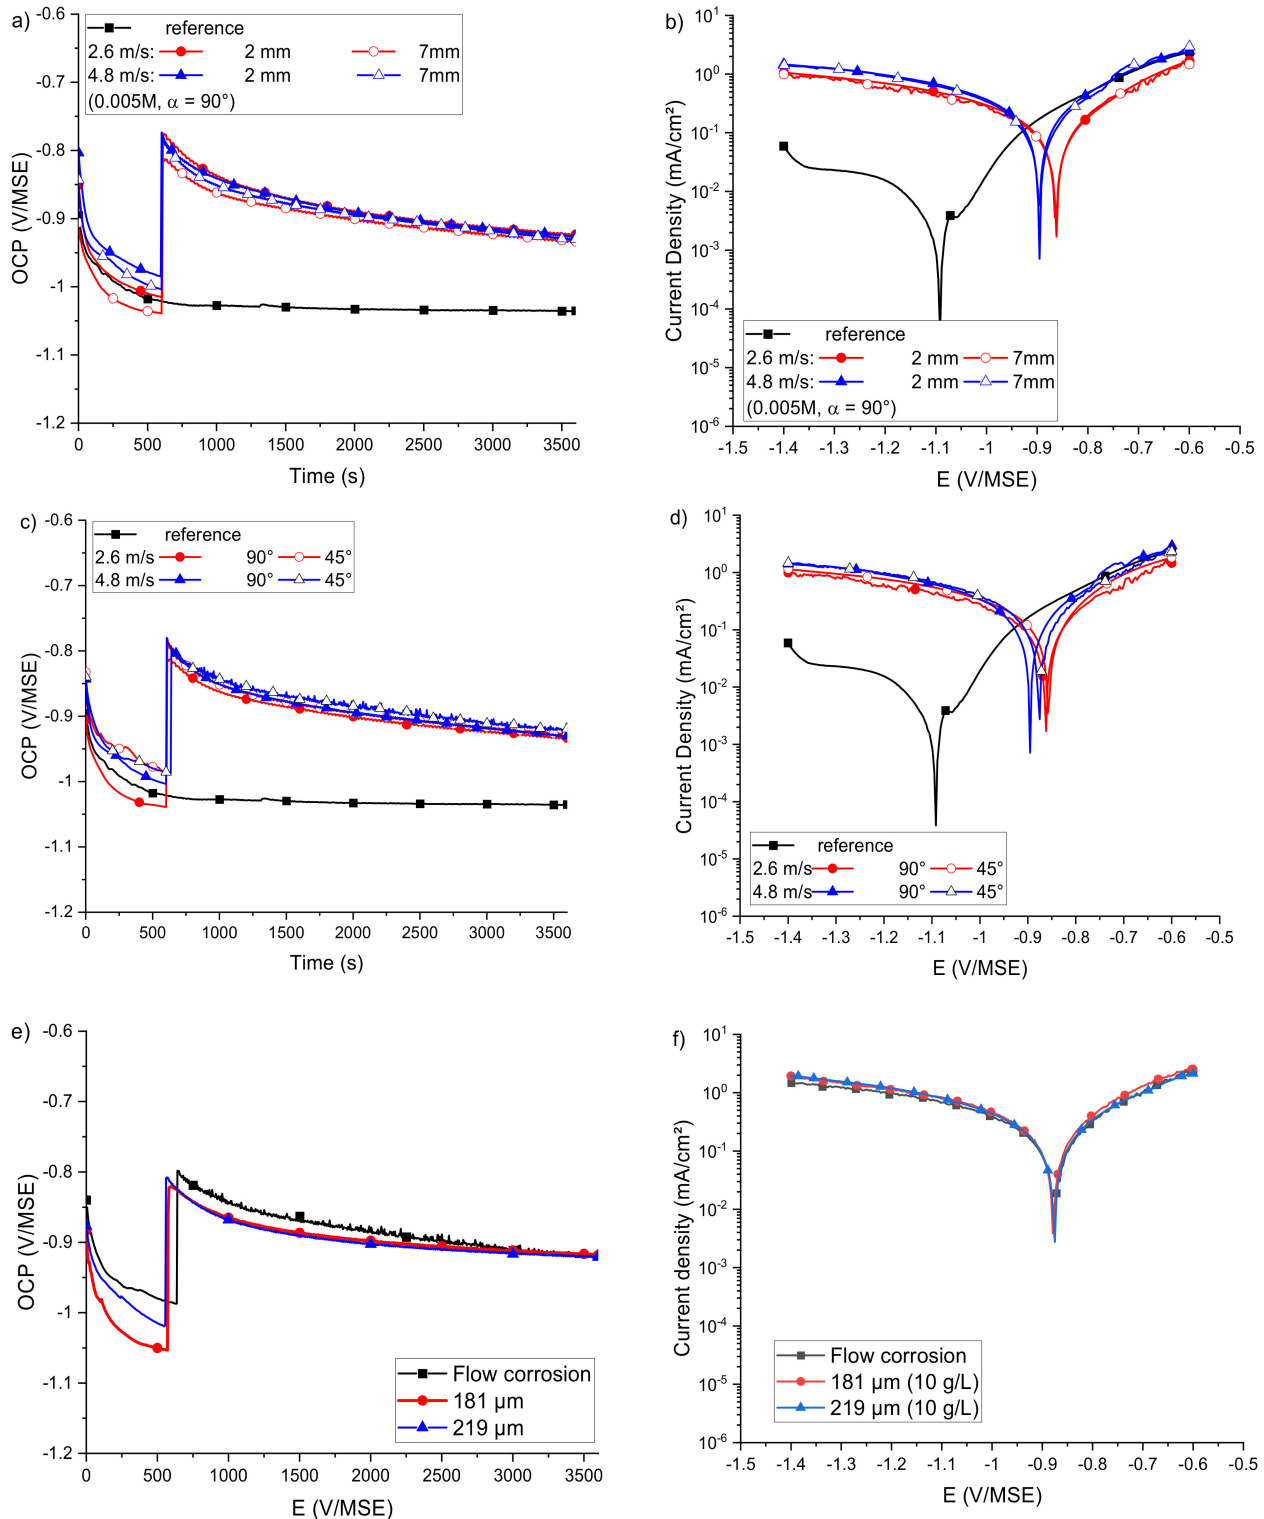 a)
-0.6
-0.7
-0.8
-0.9
-1
-1.1
-1.2
OCP (V/MSE)
reference
2.6 m/s: 2 mm 7mm
4.8 m/s: 2 mm 7mm
(0.005M, α = 90°)
0 500 1000 1500 2000 2500 3000 3500
Time (s)
b)
10¹
10⁰
10⁻¹
10⁻²
10⁻³
10⁻⁴
10⁻⁵
10⁻⁶
Current Density (mA/cm²)
reference
2.6 m/s: 2 mm 7mm
4.8 m/s: 2 mm 7mm
(0.005M, α = 90°)
-1.5 -1.4 -1.3 -1.2 -1.1 -1 -0.9 -0.8 -0.7 -0.6 -0.5
E (V/MSE)
c)
-0.6
-0.7
-0.8
-0.9
-1
-1.1
-1.2
OCP (V/MSE)
reference
2.6 m/s 90° 45°
4.8 m/s 90° 45°
0 500 1000 1500 2000 2500 3000 3500
Time (s)
d)
10¹
10⁰
10⁻¹
10⁻²
10⁻³
10⁻⁴
10⁻⁵
10⁻⁶
Current Density (mA/cm²)
reference
2.6 m/s 90° 45°
4.8 m/s 90° 45°
-1.5 -1.4 -1.3 -1.2 -1.1 -1 -0.9 -0.8 -0.7 -0.6 -0.5
E (V/MSE)
e)
-0.6
-0.7
-0.8
-0.9
-1
-1.1
-1.2
OCP (V/MSE)
Flow corrosion
181 µm
219 µm
0 500 1000 1500 2000 2500 3000 3500
E (V/MSE)
f)
10¹
10⁰
10⁻¹
10⁻²
10⁻³
10⁻⁴
10⁻⁵
10⁻⁶
Current density (mA/cm²)
Flow corrosion
181 µm (10 g/L)
219 µm (10 g/L)
-1.5 -1.4 -1.3 -1.2 -1.1 -1 -0.9 -0.8 -0.7 -0.6 -0.5
E (V/MSE)